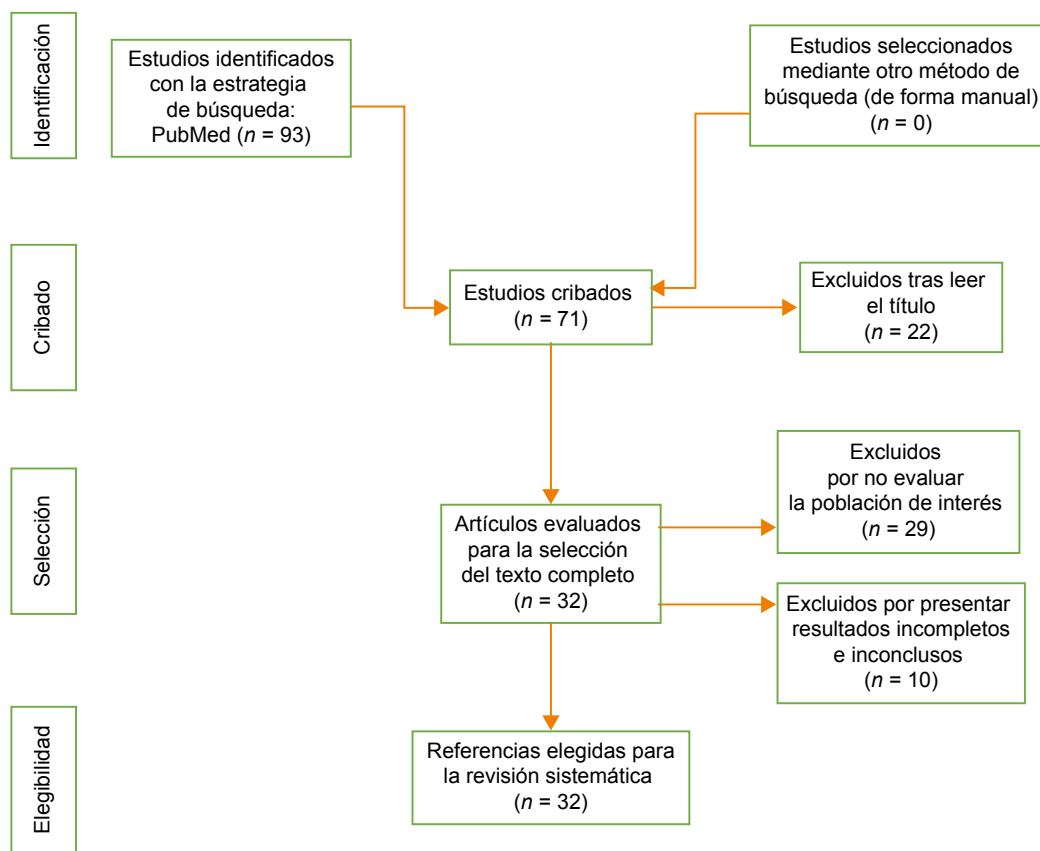 Identificación
Estudios identificados
con la estrategia
de búsqueda:
PubMed (n = 93)
Estudios seleccionados
mediante otro método de
búsqueda (de forma manual)
(n = 0)
Cribado
Estudios cribados
(n = 71)
Excluidos tras leer
el título
(n = 22)
Selección
Artículos evaluados
para la selección
del texto completo
(n = 32)
Excluidos
por no evaluar
la población de interés
(n = 29)
Excluidos por presentar
resultados incompletos
e inconclusos
(n = 10)
Elegibilidad
Referencias elegidas para
la revisión sistemática
(n = 32)